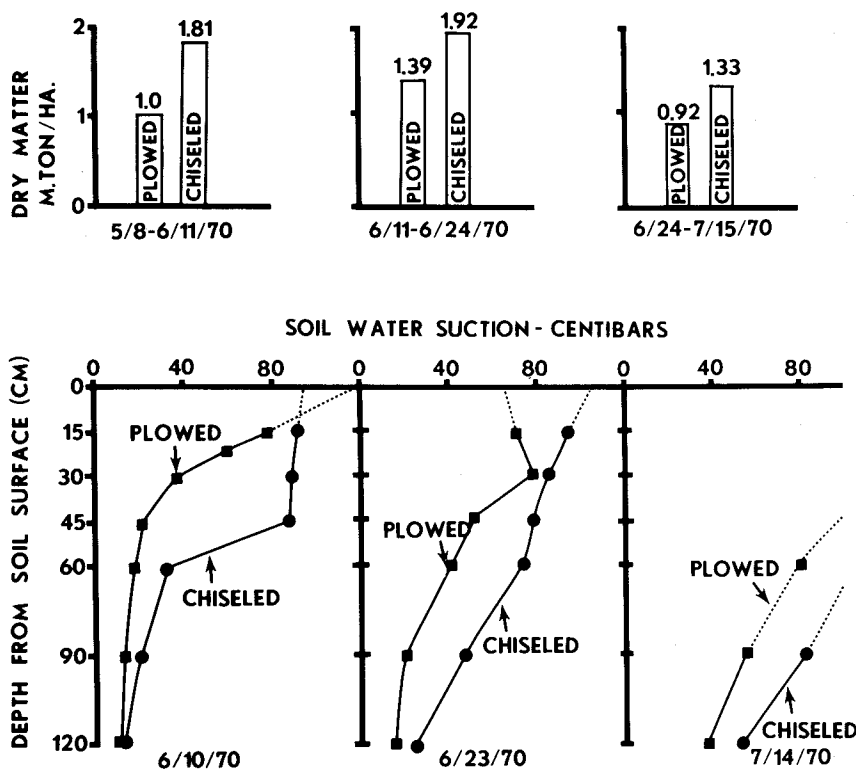 DRY MATTER
M.TON/HA.
2
1
0
1.0
1.81
PLOWED
CHISELED
5/8-6/11/70
1.39
1.92
PLOWED
CHISELED
6/11-6/24/70
0.92
1.33
PLOWED
CHISELED
6/24-7/15/70
SOIL WATER SUCTION - CENTIBARS
0 40 80 0 40 80 0 40 80
DEPTH FROM SOIL SURFACE (CM)
0
15
30
45
60
90
120
PLOWED
CHISELED
6/10/70
PLOWED
CHISELED
6/23/70
PLOWED
CHISELED
7/14/70